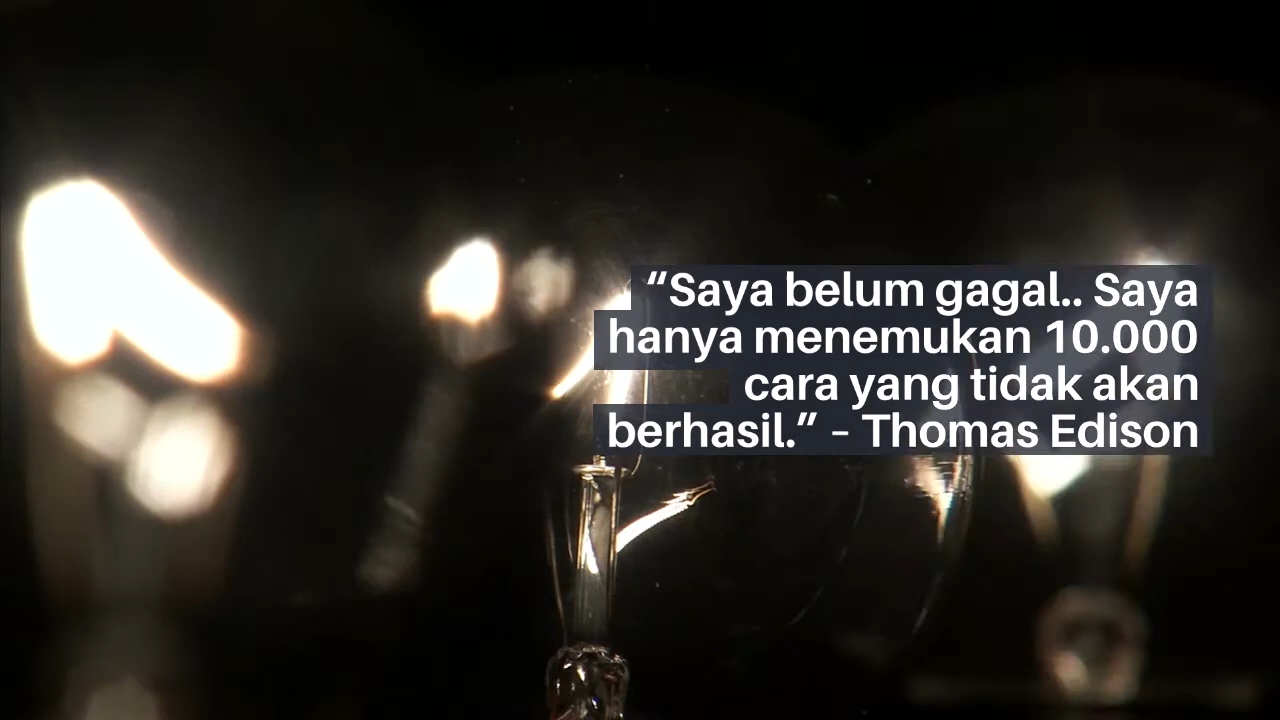 “Saya belum gagal.. Saya
hanya menemukan 10.000
cara yang tidak akan
berhasil.” – Thomas Edison